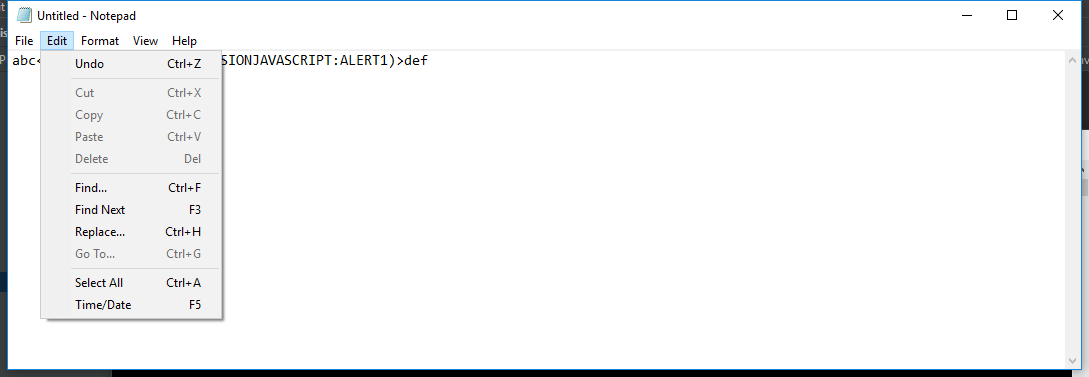 Untitled - Notepad
File Edit Format View Help
abc< SIONJAVASCRIPT:ALERT1)>def
Undo Ctrl+Z
Cut Ctrl+X
Copy Ctrl+C
Paste Ctrl+V
Delete Del
Find... Ctrl+F
Find Next F3
Replace... Ctrl+H
Go To... Ctrl+G
Select All Ctrl+A
Time/Date F5